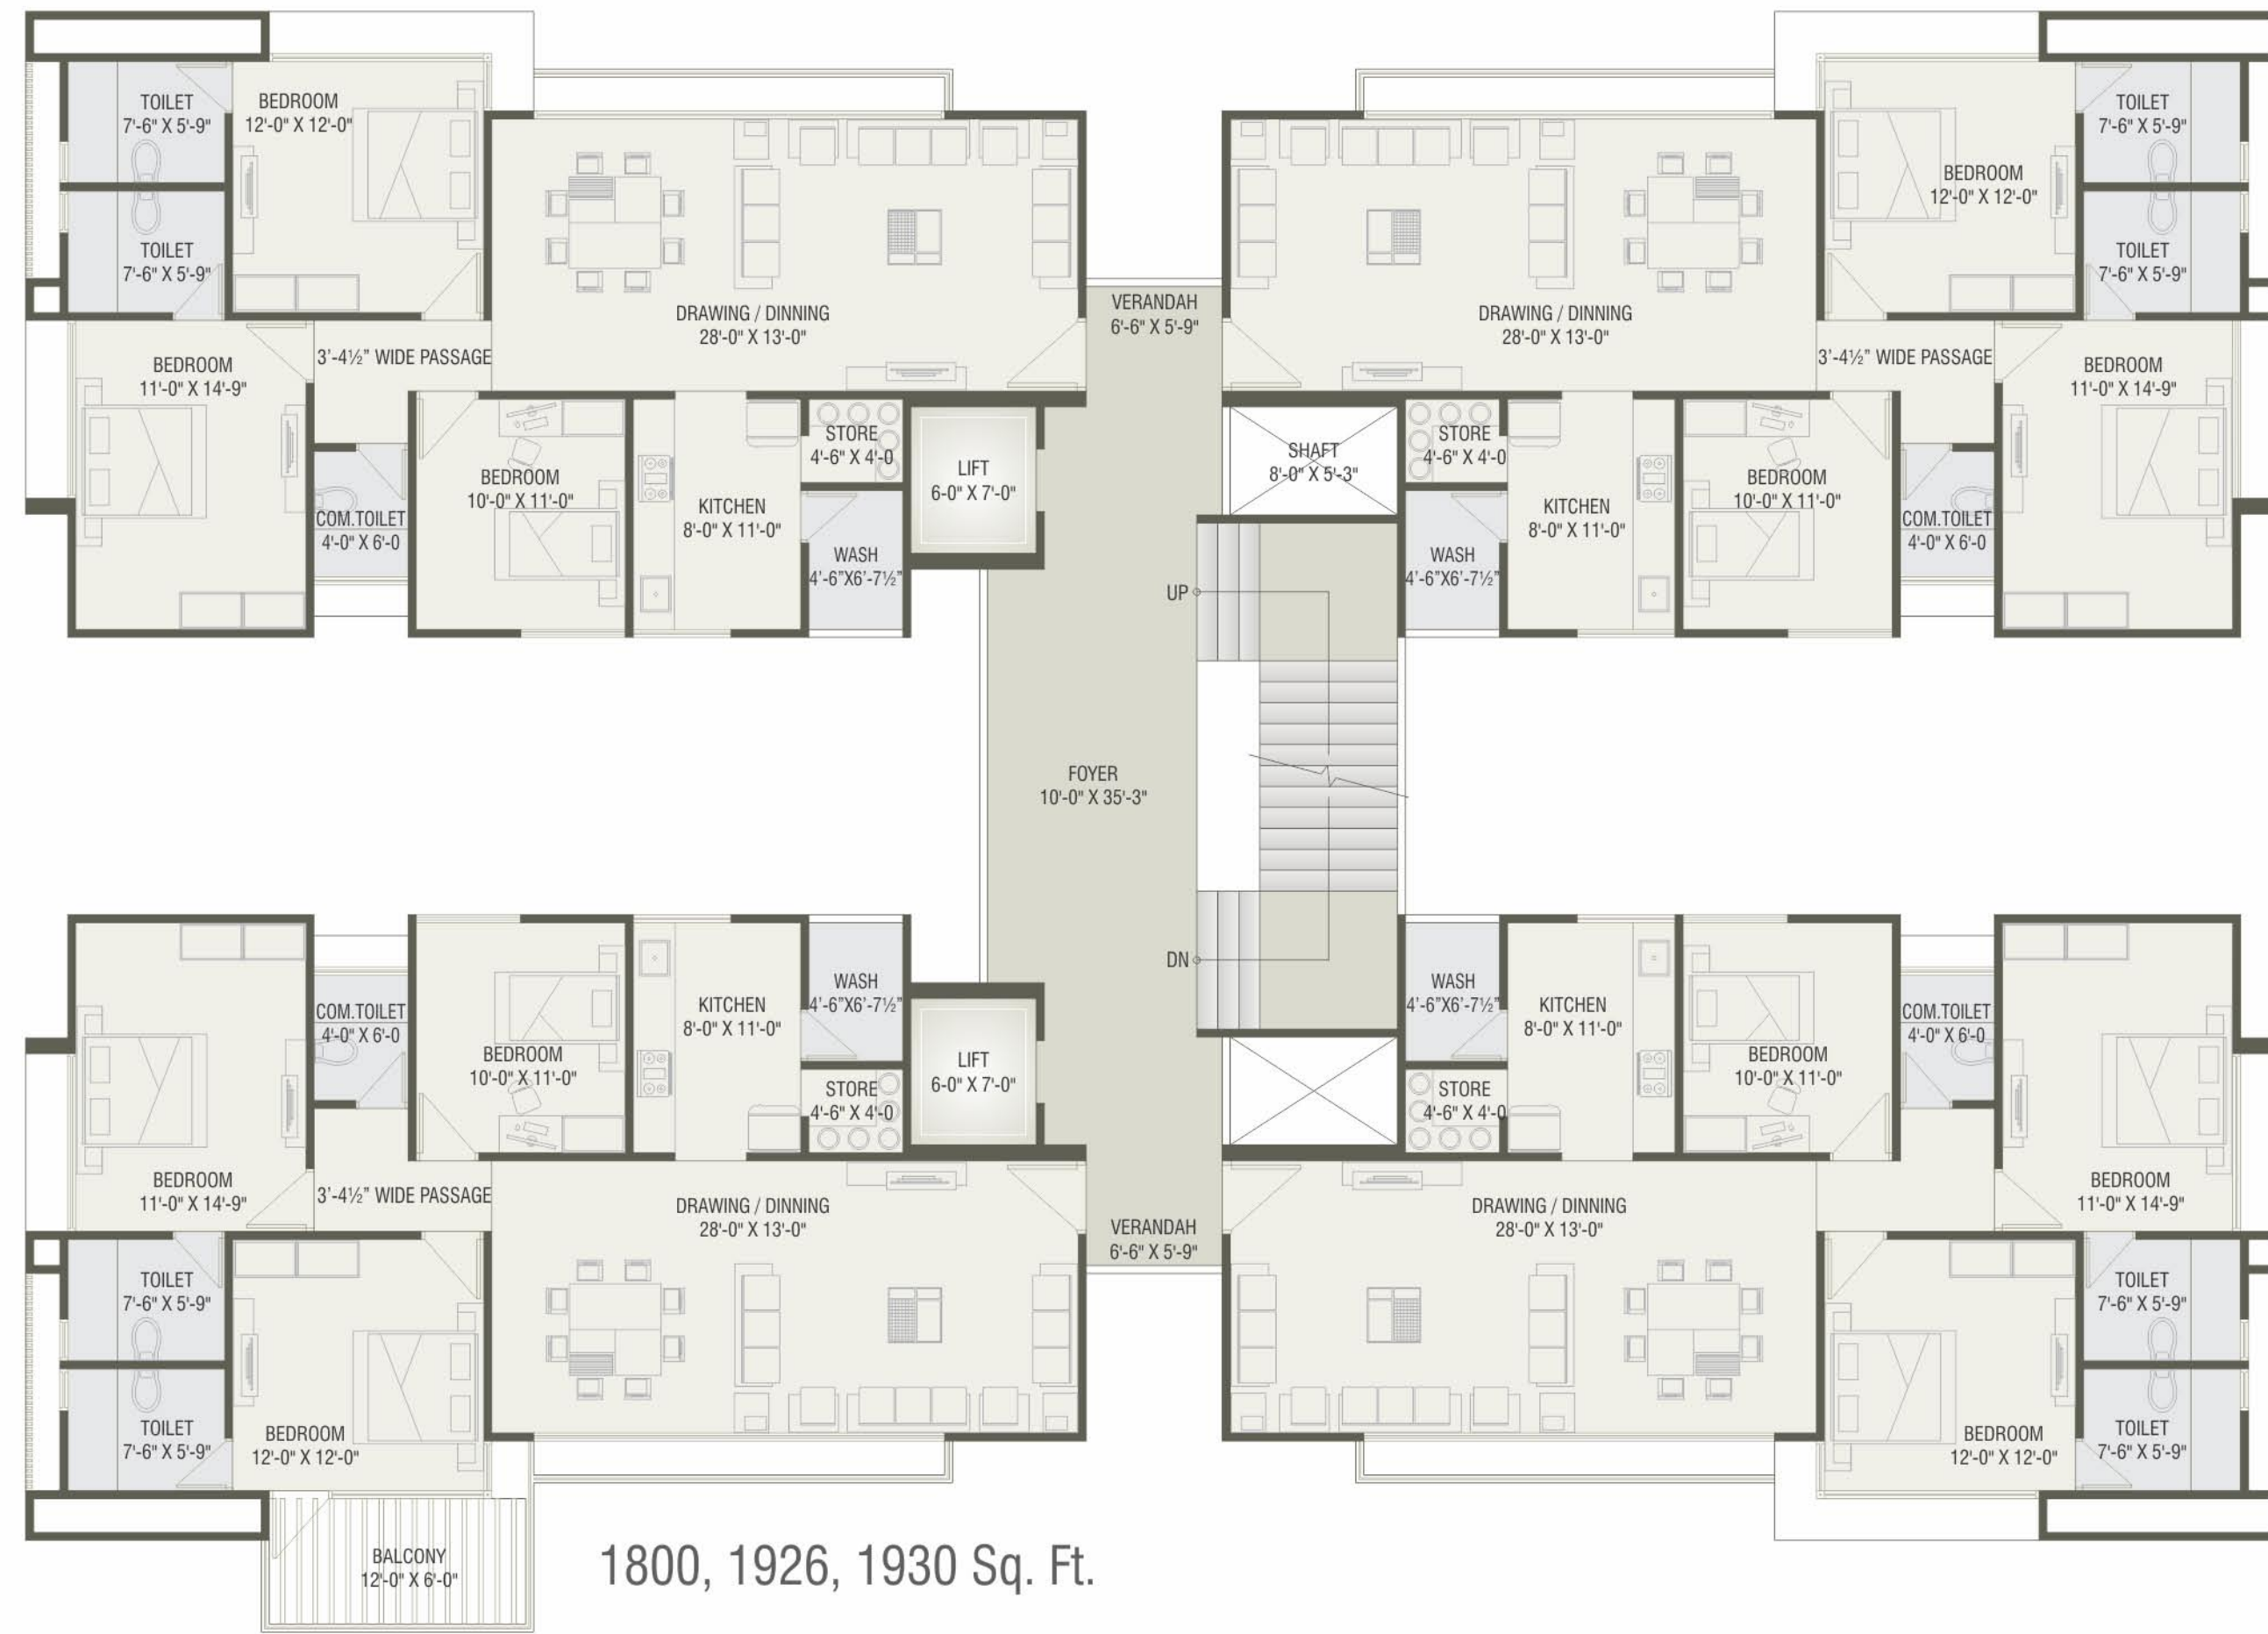 TOILET
7'-6" X 5'-9"
BEDROOM
12'-0" X 12'-0"
TOILET
7'-6" X 5'-9"
BEDROOM
11'-0" X 14'-9"
3'-4½" WIDE PASSAGE
DRAWING / DINNING
28'-0" X 13'-0"
COM.TOILET
4'-0" X 6'-0
BEDROOM
10'-0" X 11'-0"
KITCHEN
8'-0" X 11'-0"
STORE
4'-6" X 4'-0
WASH
4'-6"X6'-7½"
LIFT
6-0" X 7'-0"
VERANDAH
6'-6" X 5'-9"
DRAWING / DINNING
28'-0" X 13'-0"
BEDROOM
12'-0" X 12'-0"
TOILET
7'-6" X 5'-9"
TOILET
7'-6" X 5'-9"
3'-4½" WIDE PASSAGE
BEDROOM
11'-0" X 14'-9"
SHAFT
8'-0" X 5'-3"
STORE
4'-6" X 4'-0
WASH
4'-6"X6'-7½"
KITCHEN
8'-0" X 11'-0"
BEDROOM
10'-0" X 11'-0"
COM.TOILET
4'-0" X 6'-0
UP
FOYER
10'-0" X 35'-3"
DN
COM.TOILET
4'-0" X 6'-0
BEDROOM
10'-0" X 11'-0"
KITCHEN
8'-0" X 11'-0"
WASH
4'-6"X6'-7½"
STORE
4'-6" X 4'-0
LIFT
6-0" X 7'-0"
BEDROOM
11'-0" X 14'-9"
3'-4½" WIDE PASSAGE
DRAWING / DINNING
28'-0" X 13'-0"
VERANDAH
6'-6" X 5'-9"
TOILET
7'-6" X 5'-9"
TOILET
7'-6" X 5'-9"
BEDROOM
12'-0" X 12'-0"
BALCONY
12'-0" X 6'-0"
WASH
4'-6"X6'-7½"
STORE
4'-6" X 4'-0
KITCHEN
8'-0" X 11'-0"
BEDROOM
10'-0" X 11'-0"
COM.TOILET
4'-0" X 6'-0
BEDROOM
11'-0" X 14'-9"
DRAWING / DINNING
28'-0" X 13'-0"
TOILET
7'-6" X 5'-9"
BEDROOM
12'-0" X 12'-0"
TOILET
7'-6" X 5'-9"
1800, 1926, 1930 Sq. Ft.